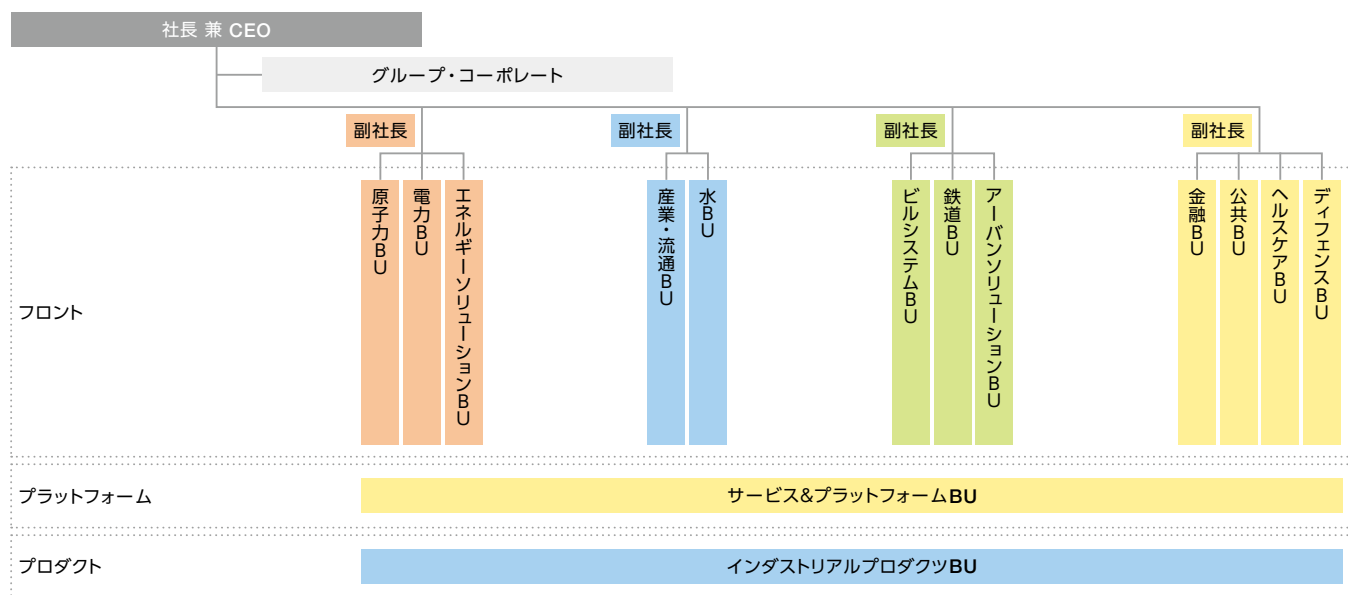 社長 兼 CEO
グループ・コーポレート
副社長
副社長
副社長
副社長
フロント
原子力BU
電力BU
エネルギーソリューションBU
産業・流通BU
水BU
ビルシステムBU
鉄道BU
アーバンソリューションBU
金融BU
公共BU
ヘルスケアBU
ディフェンスBU
プラットフォーム
サービス&プラットフォームBU
プロダクト
インダストリアルプロダクツBU